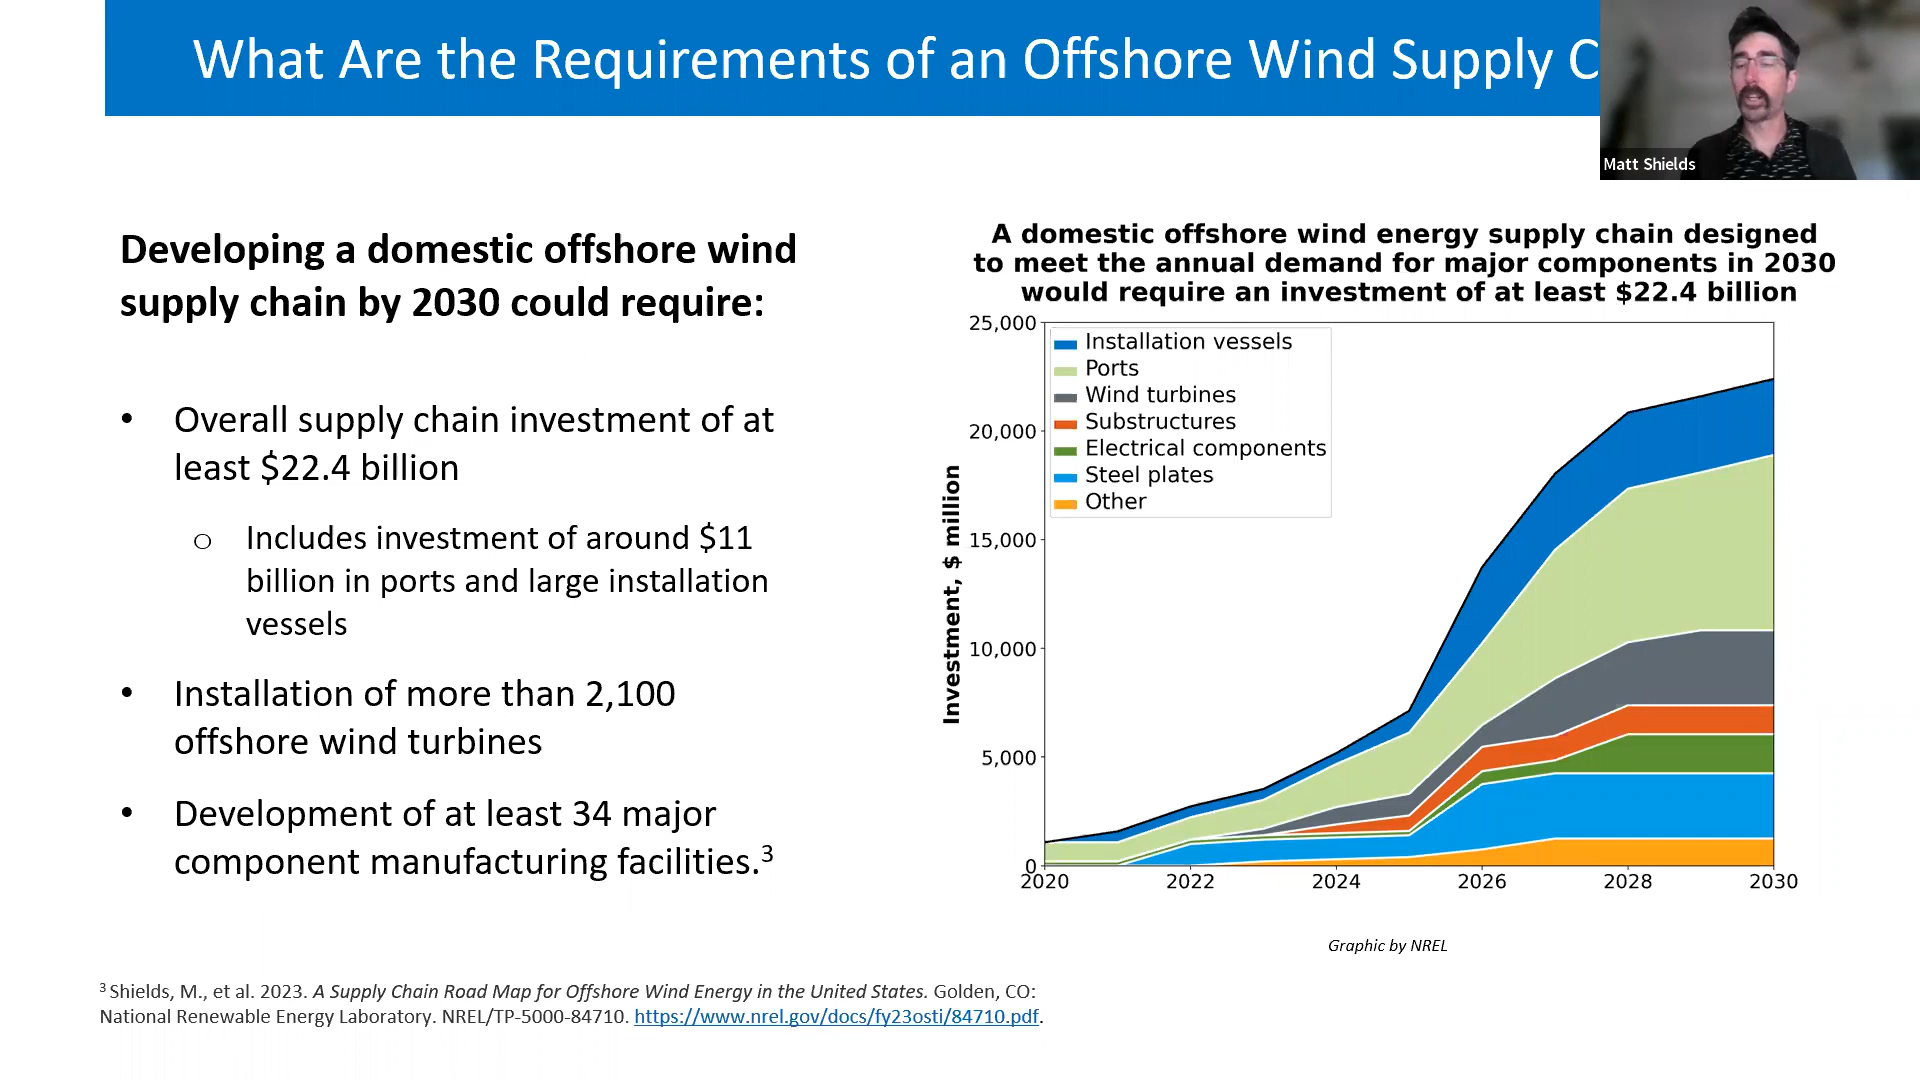 What Are the Requirements of an Offshore Wind Supply C
Matt Shields
Developing a domestic offshore wind
supply chain by 2030 could require:
• Overall supply chain investment of at
least $22.4 billion
o Includes investment of around $11
billion in ports and large installation
vessels
• Installation of more than 2,100
offshore wind turbines
• Development of at least 34 major
component manufacturing facilities.3
A domestic offshore wind energy supply chain designed
to meet the annual demand for major components in 2030
would require an investment of at least $22.4 billion
Investment, $ million
25,000
20,000
15,000
10,000
5,000
0
Installation vessels
Ports
Wind turbines
Substructures
Electrical components
Steel plates
Other
2020 2022 2024 2026 2028 2030
Graphic by NREL
3 Shields, M., et al. 2023. A Supply Chain Road Map for Offshore Wind Energy in the United States. Golden, CO:
National Renewable Energy Laboratory. NREL/TP-5000-84710. https://www.nrel.gov/docs/fy23osti/84710.pdf.